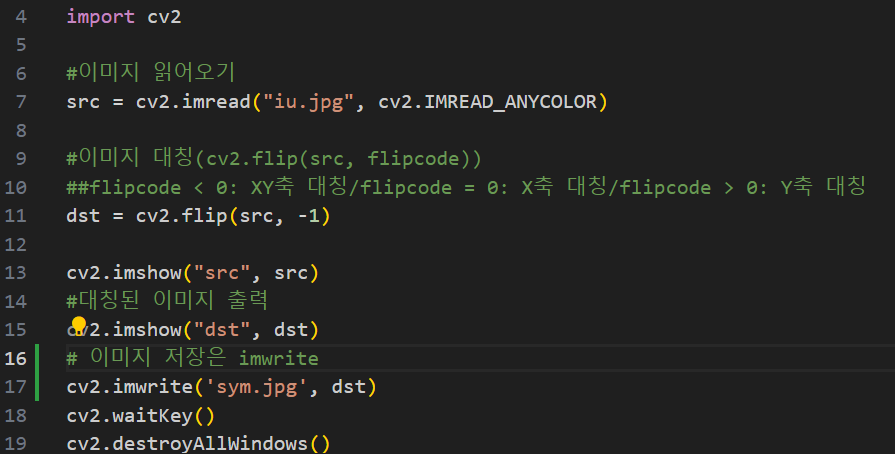 4 import cv2
5
6 #이미지 읽어오기
7 src = cv2.imread("iu.jpg", cv2.IMREAD_ANYCOLOR)
8
9 #이미지 대칭(cv2.flip(src, flipcode))
10 ##flipcode < 0: XY축 대칭/flipcode = 0: X축 대칭/flipcode > 0: Y축 대칭
11 dst = cv2.flip(src, -1)
12
13 cv2.imshow("src", src)
14 #대칭된 이미지 출력
15 cv2.imshow("dst", dst)
16 # 이미지 저장은 imwrite
17 cv2.imwrite('sym.jpg', dst)
18 cv2.waitKey()
19 cv2.destroyAllWindows()